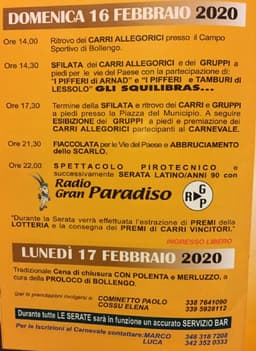 DOMENICA 16 FEBBRAIO 2020
Ore 14,00 Ritrovo dei CARRI ALLEGORICI presso il Campo
Sportivo di Bollengo.
Ore 14,30 SFILATA dei CARRI ALLEGORICI e dei GRUPPI a
piedi per le vie del Paese con la partecipazione di:
"I PIFFERI di ARNAD" e "I PIFFERI e TAMBURI di
LESSOLO" GLI SQUILIBRAS...
Ore 17,30 Termine della SFILATA e ritrovo dei CARRI e GRUPPI
a piedi presso la Piazza del Municipio. A seguire
ESIBIZIONE dei GRUPPI a piedi e premiazione dei
CARRI ALLEGORICI partecipanti al CARNEVALE.
Ore 21,30 FIACCOLATA per le Vie del Paese e ABBRUCIAMENTO
dello SCARLO.
Ore 22,00 SPETTACOLO PIROTECNICO e
successivamente SERATA LATINO/ANNI 90 con
Radio
Gran Paradiso
R G P
"Durante la Serata verrà effettuata l'estrazione di PREMI della
LOTTERIA e la consegna dei PREMI di CARRI VINCITORI."
INGRESSO LIBERO
LUNEDÌ 17 FEBBRAIO 2020
Tradizionale Cena di chiusura CON POLENTA e MERLUZZO, a
cura della PROLOCO di BOLLENGO.
(per le prenotazioni rivolgersi a: COMINETTO PAOLO 338 7641090
COSSU ELENA 339 5928112
Durante tutte LE SERATE sarà in funzione un accurato SERVIZIO BAR
Per le Iscrizioni al Carnevale contattare: MARCO 348 318 7208
LUCA 342 352 0333